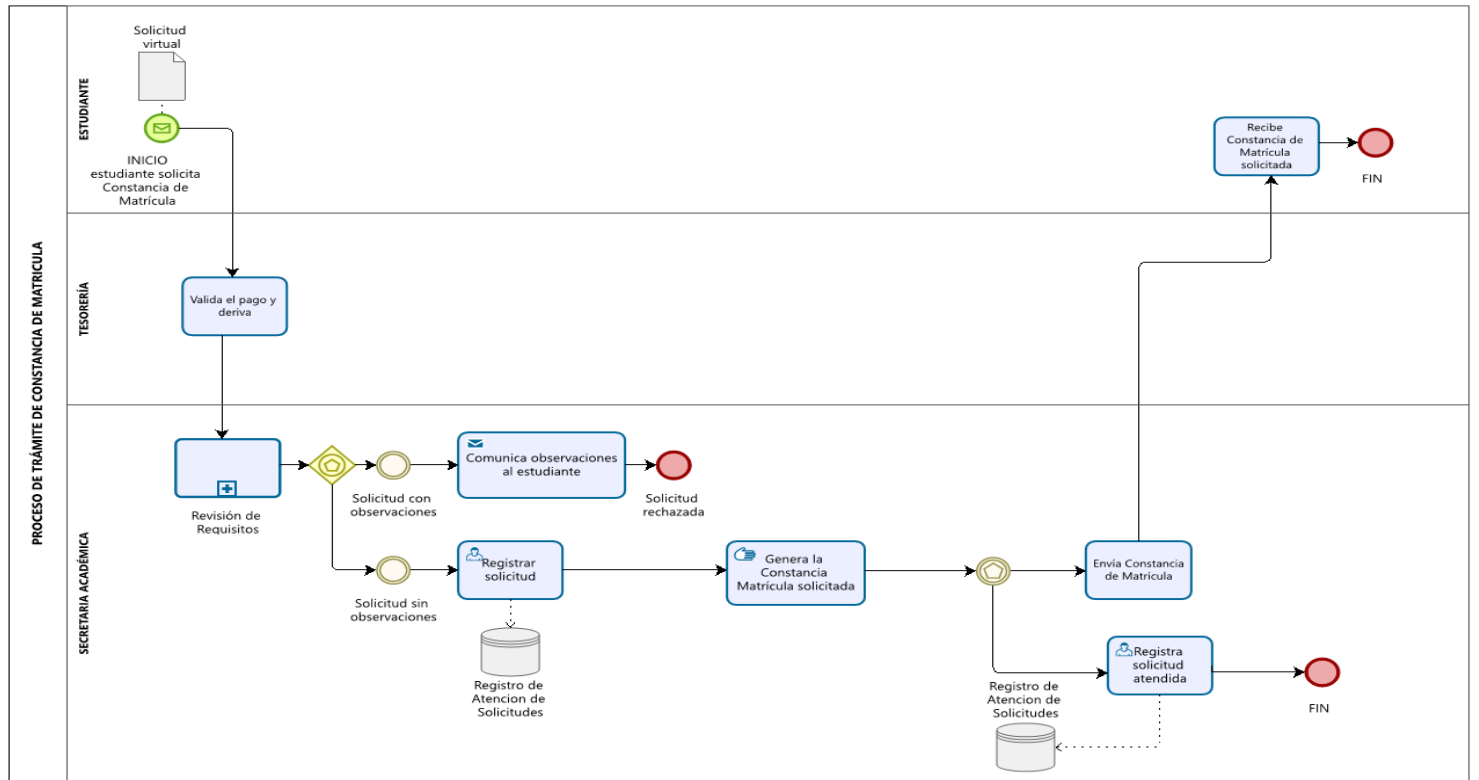 PROCESO DE TRÁMITE DE CONSTANCIA DE MATRICULA
ESTUDIANTE
Solicitud
virtual
INICIO
estudiante solicita
Constancia de
Matrícula
Recibe
Constancia de
Matrícula
solicitada
FIN
TESORERÍA
Valida el pago y
deriva
SECRETARIA ACADÉMICA
Revisión de
Requisitos
Solicitud con
observaciones
Comunica observaciones
al estudiante
Solicitud
rechazada
Solicitud sin
observaciones
Registrar
solicitud
Registro de
Atencion de
Solicitudes
Genera la
Constancia
Matrícula solicitada
Envía Constancia
de Matrícula
Registra
solicitud
atendida
Registro de
Atencion de
Solicitudes
FIN